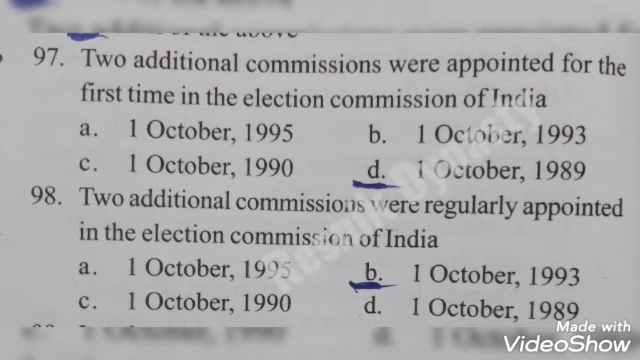 97. Two additional commissions were appointed for the
first time in the election commission of India
a. 1 October, 1995 b. 1 October, 1993
c. 1 October, 1990 d. 1 October, 1989
98. Two additional commissions were regularly appointed
in the election commission of India
a. 1 October, 1995 b. 1 October, 1993
c. 1 October, 1990 d. 1 October, 1989
Made with
VideoShow